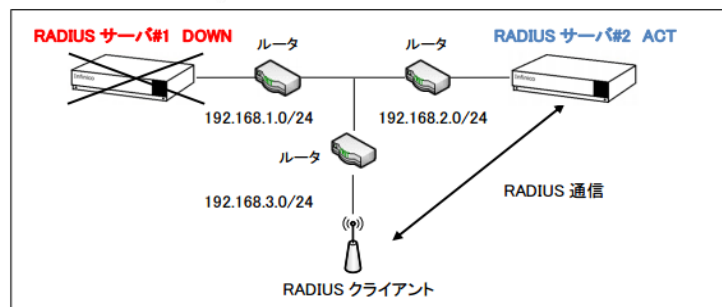 RADIUS サーバ#1 DOWN
ルータ
ルータ
RADIUS サーバ#2 ACT
192.168.1.0/24
192.168.2.0/24
ルータ
RADIUS 通信
192.168.3.0/24
RADIUS クライアント